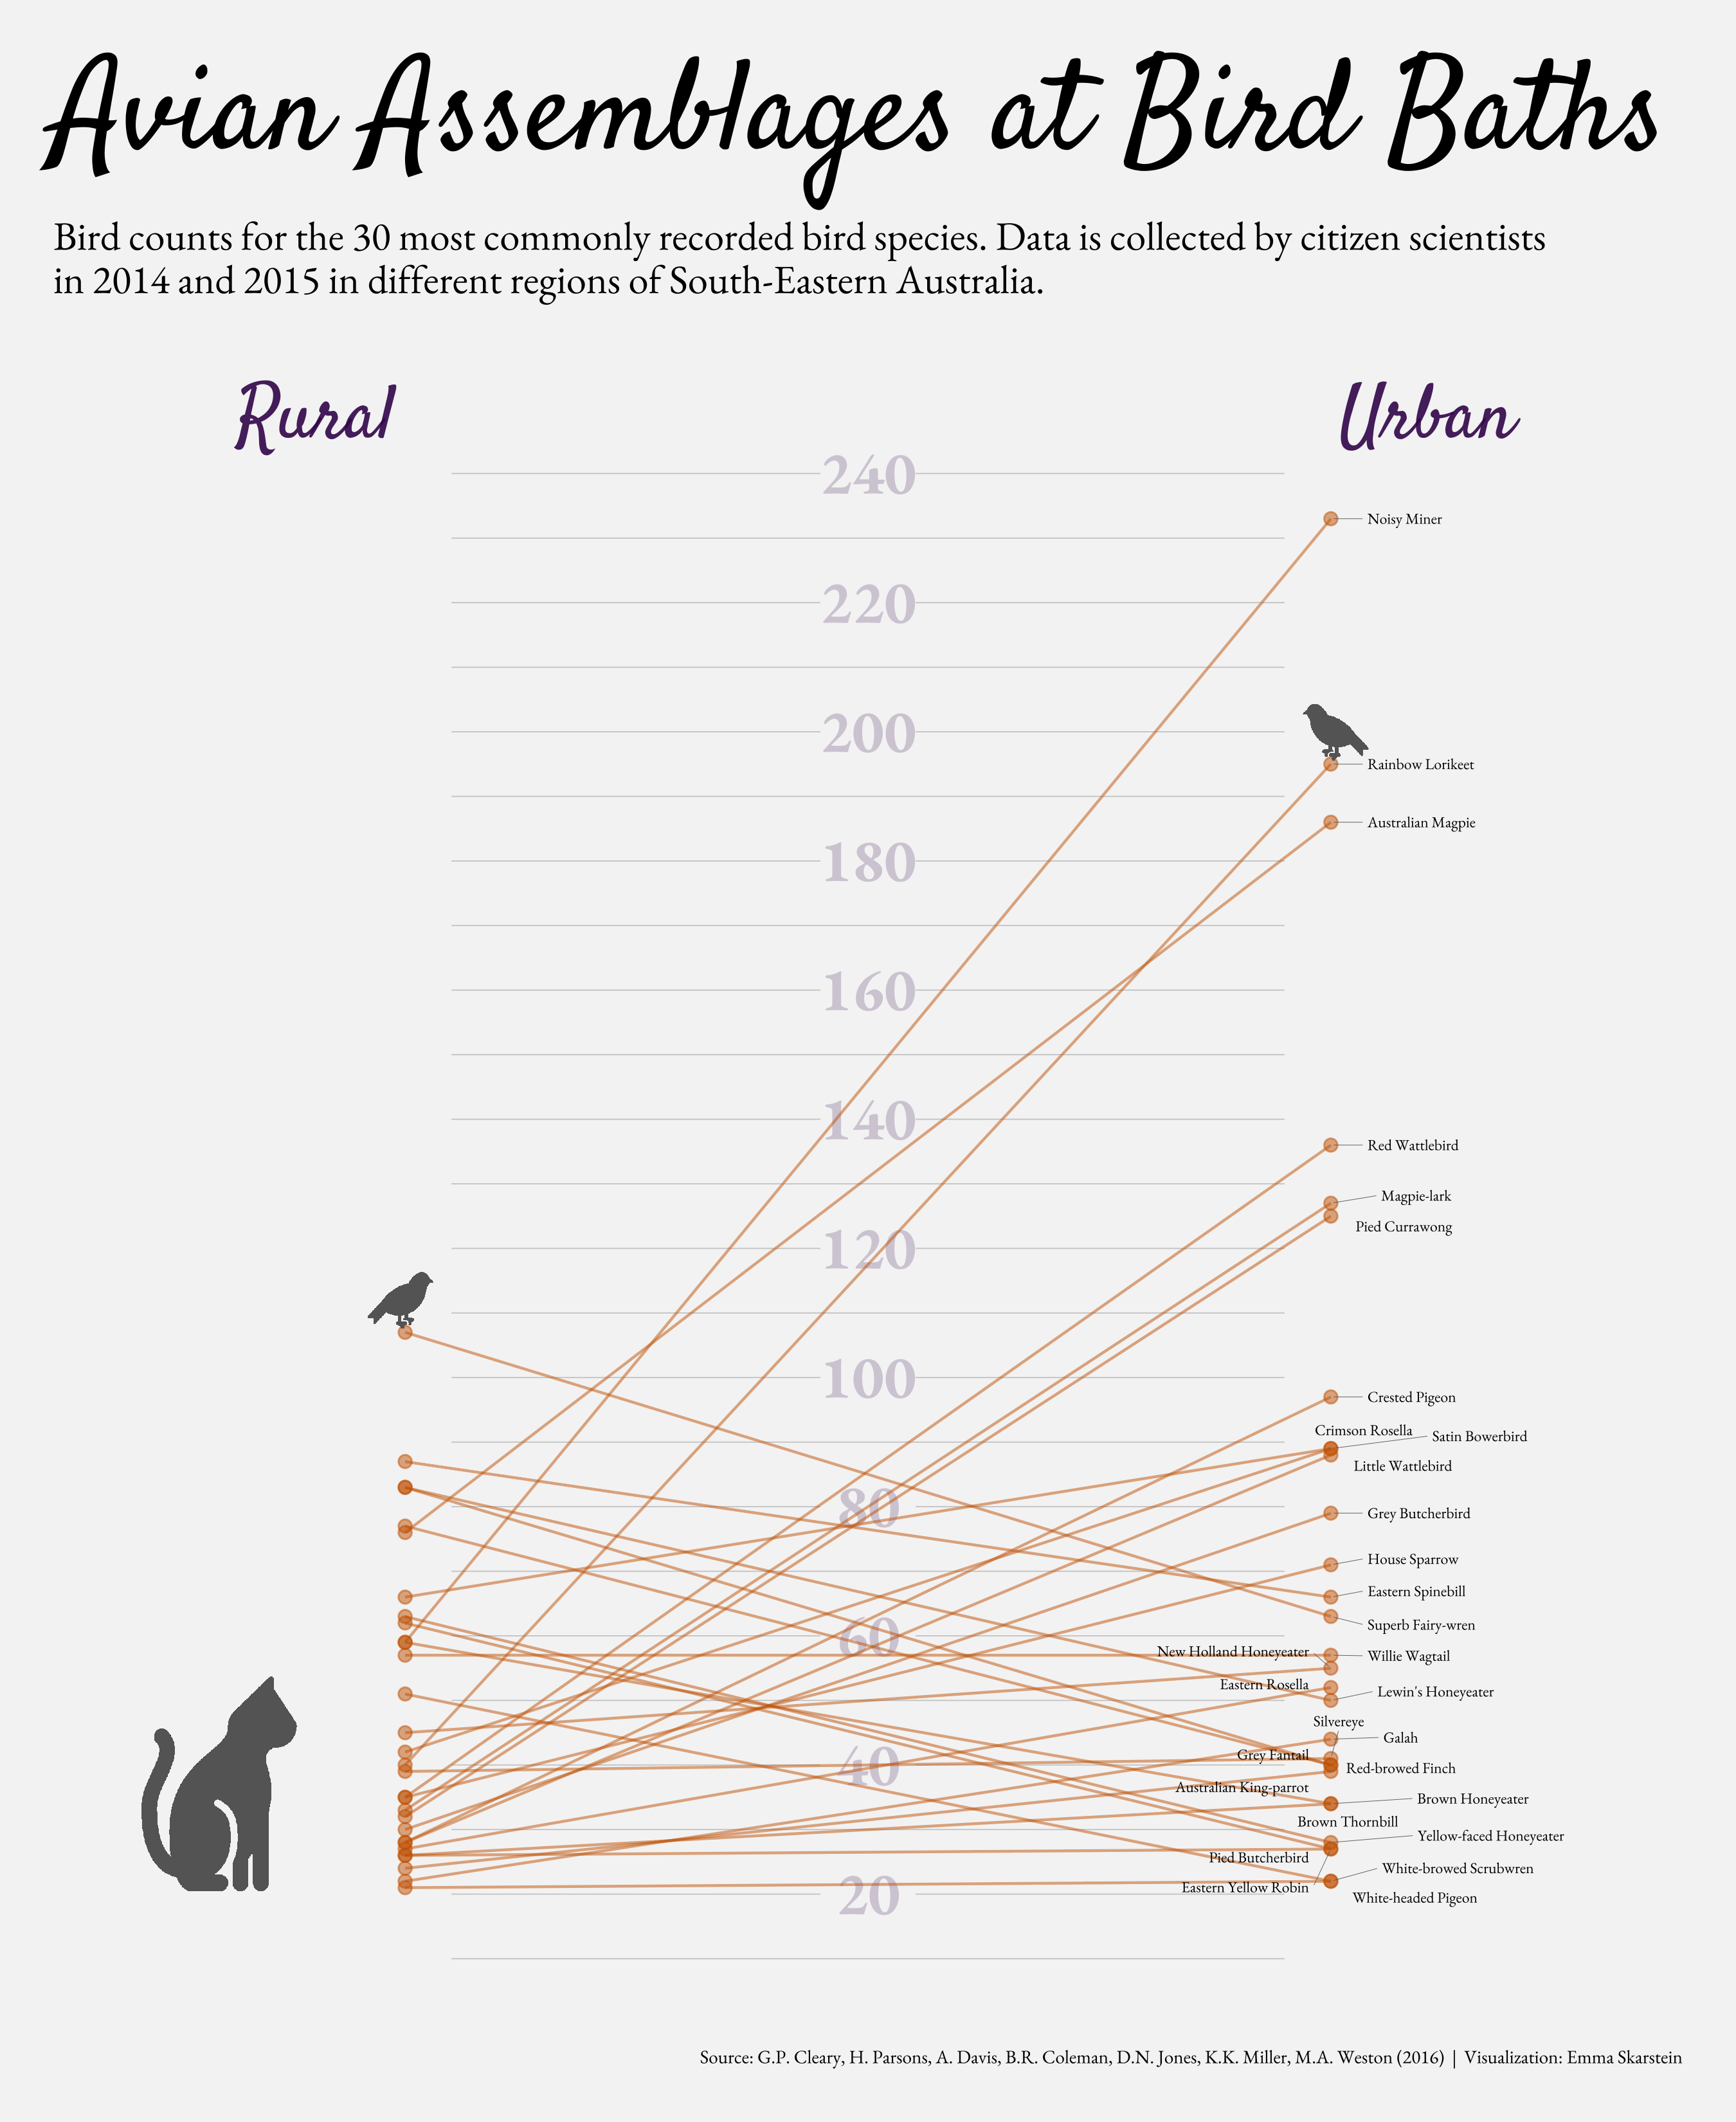 Avian Assemblages at Bird Baths
Bird counts for the 30 most commonly recorded bird species. Data is collected by citizen scientists
in 2014 and 2015 in different regions of South-Eastern Australia.
Rural
Urban
240
Noisy Miner
220
200
Rainbow Lorikeet
Australian Magpie
180
160
140
Red Wattlebird
Magpie-lark
Pied Currawong
120
100
Crested Pigeon
Crimson Rosella
Satin Bowerbird
Little Wattlebird
80
Grey Butcherbird
House Sparrow
Eastern Spinebill
Superb Fairy-wren
60
New Holland Honeyeater
Willie Wagtail
Eastern Rosella
Lewin's Honeyeater
Silvereye
Galah
Grey Fantail
40
Red-browed Finch
Australian King-parrot
Brown Honeyeater
Brown Thornbill
Yellow-faced Honeyeater
Pied Butcherbird
White-browed Scrubwren
Eastern Yellow Robin
20
White-headed Pigeon
Source: G.P. Cleary, H. Parsons, A. Davis, B.R. Coleman, D.N. Jones, K.K. Miller, M.A. Weston (2016) | Visualization: Emma Skarstein